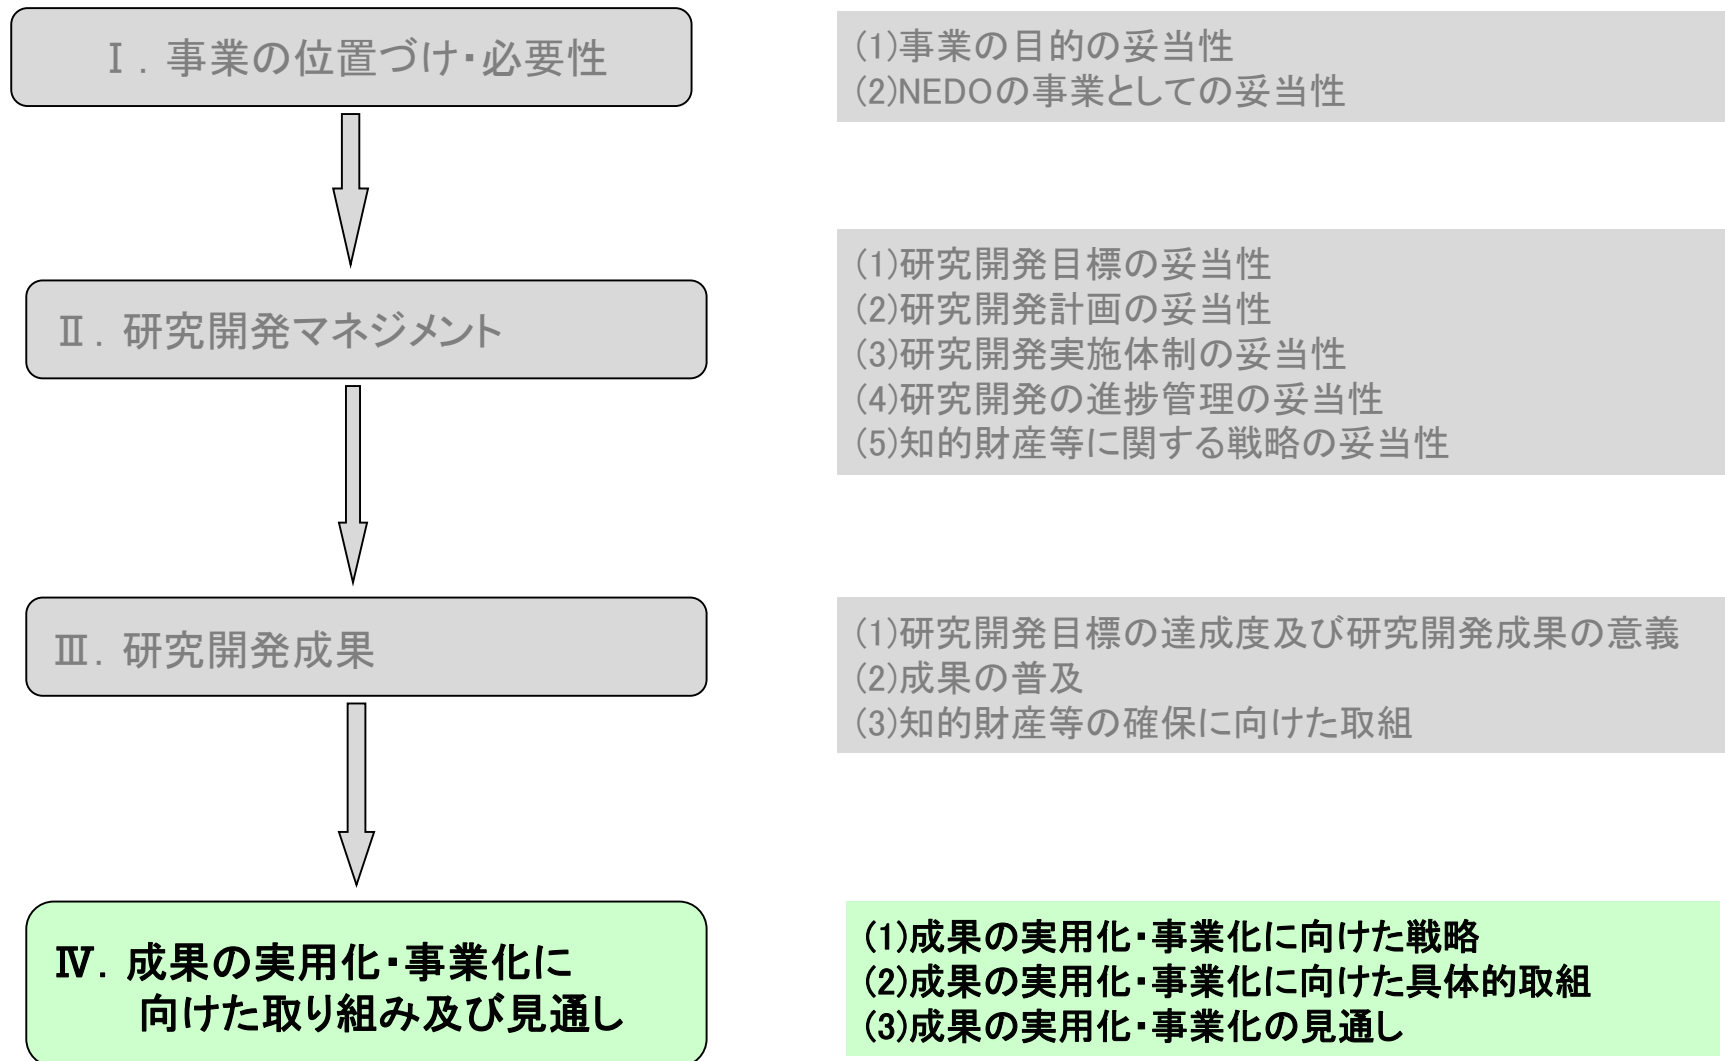 Ⅰ. 事業の位置づけ・必要性
(1)事業の目的の妥当性
(2)NEDOの事業としての妥当性
Ⅱ. 研究開発マネジメント
(1)研究開発目標の妥当性
(2)研究開発計画の妥当性
(3)研究開発実施体制の妥当性
(4)研究開発の進捗管理の妥当性
(5)知的財産等に関する戦略の妥当性
Ⅲ. 研究開発成果
(1)研究開発目標の達成度及び研究開発成果の意義
(2)成果の普及
(3)知的財産等の確保に向けた取組
Ⅳ. 成果の実用化・事業化に
向けた取り組み及び見通し
(1)成果の実用化・事業化に向けた戦略
(2)成果の実用化・事業化に向けた具体的取組
(3)成果の実用化・事業化の見通し